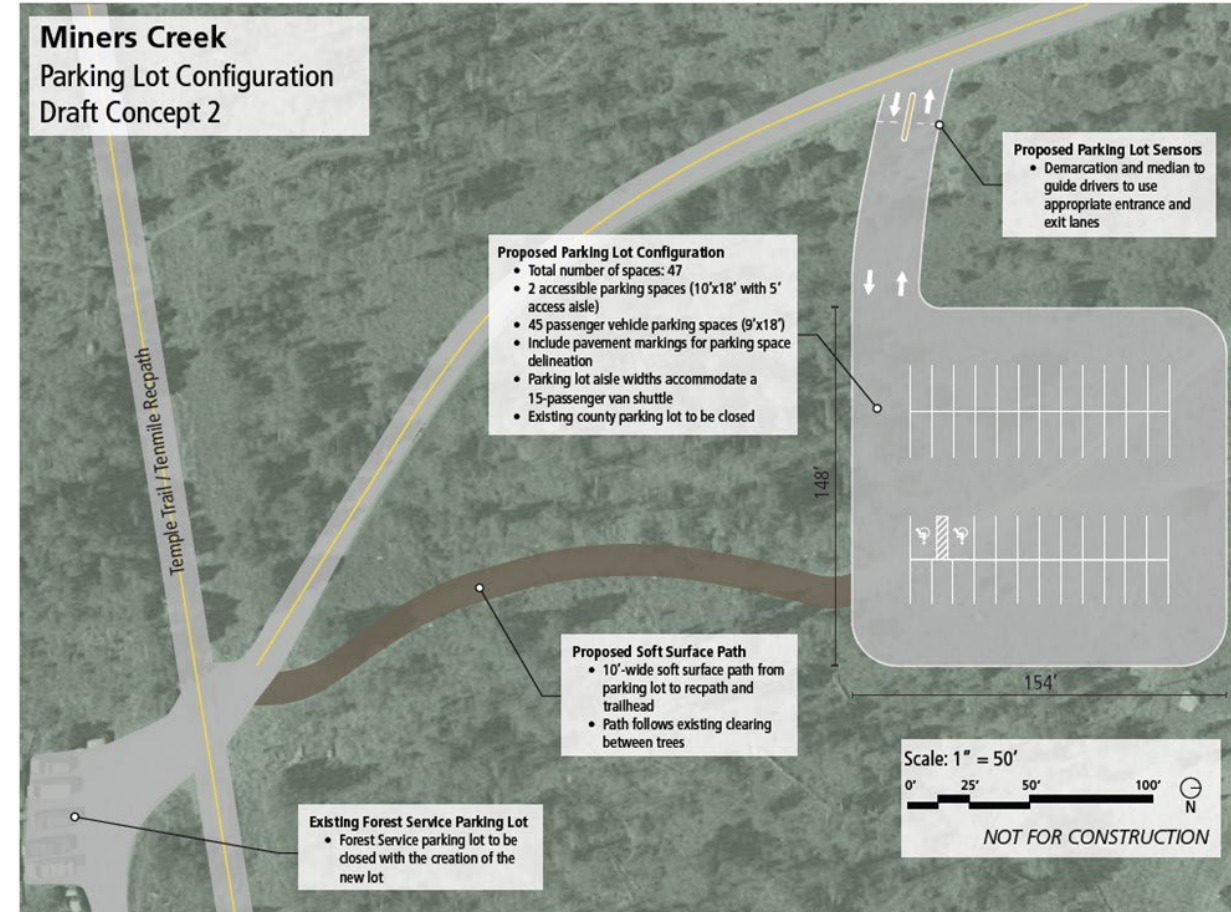 Miners Creek
Parking Lot Configuration
Draft Concept 2
Proposed Parking Lot Sensors
• Demarcation and median to
guide drivers to use
appropriate entrance and
exit lanes
Proposed Parking Lot Configuration
• Total number of spaces: 47
• 2 accessible parking spaces (10'x18' with 5'
access aisle)
• 45 passenger vehicle parking spaces (9'x18')
• Include pavement markings for parking space
delineation
• Parking lot aisle widths accommodate a
15-passenger van shuttle
• Existing county parking lot to be closed
Temple Trail / Tenmile Recpath
148'
154'
Proposed Soft Surface Path
• 10'-wide soft surface path from
parking lot to recpath and
trailhead
• Path follows existing clearing
between trees
Existing Forest Service Parking Lot
• Forest Service parking lot to be
closed with the creation of the
new lot
Scale: 1" = 50'
0' 25' 50' 100'
N
NOT FOR CONSTRUCTION